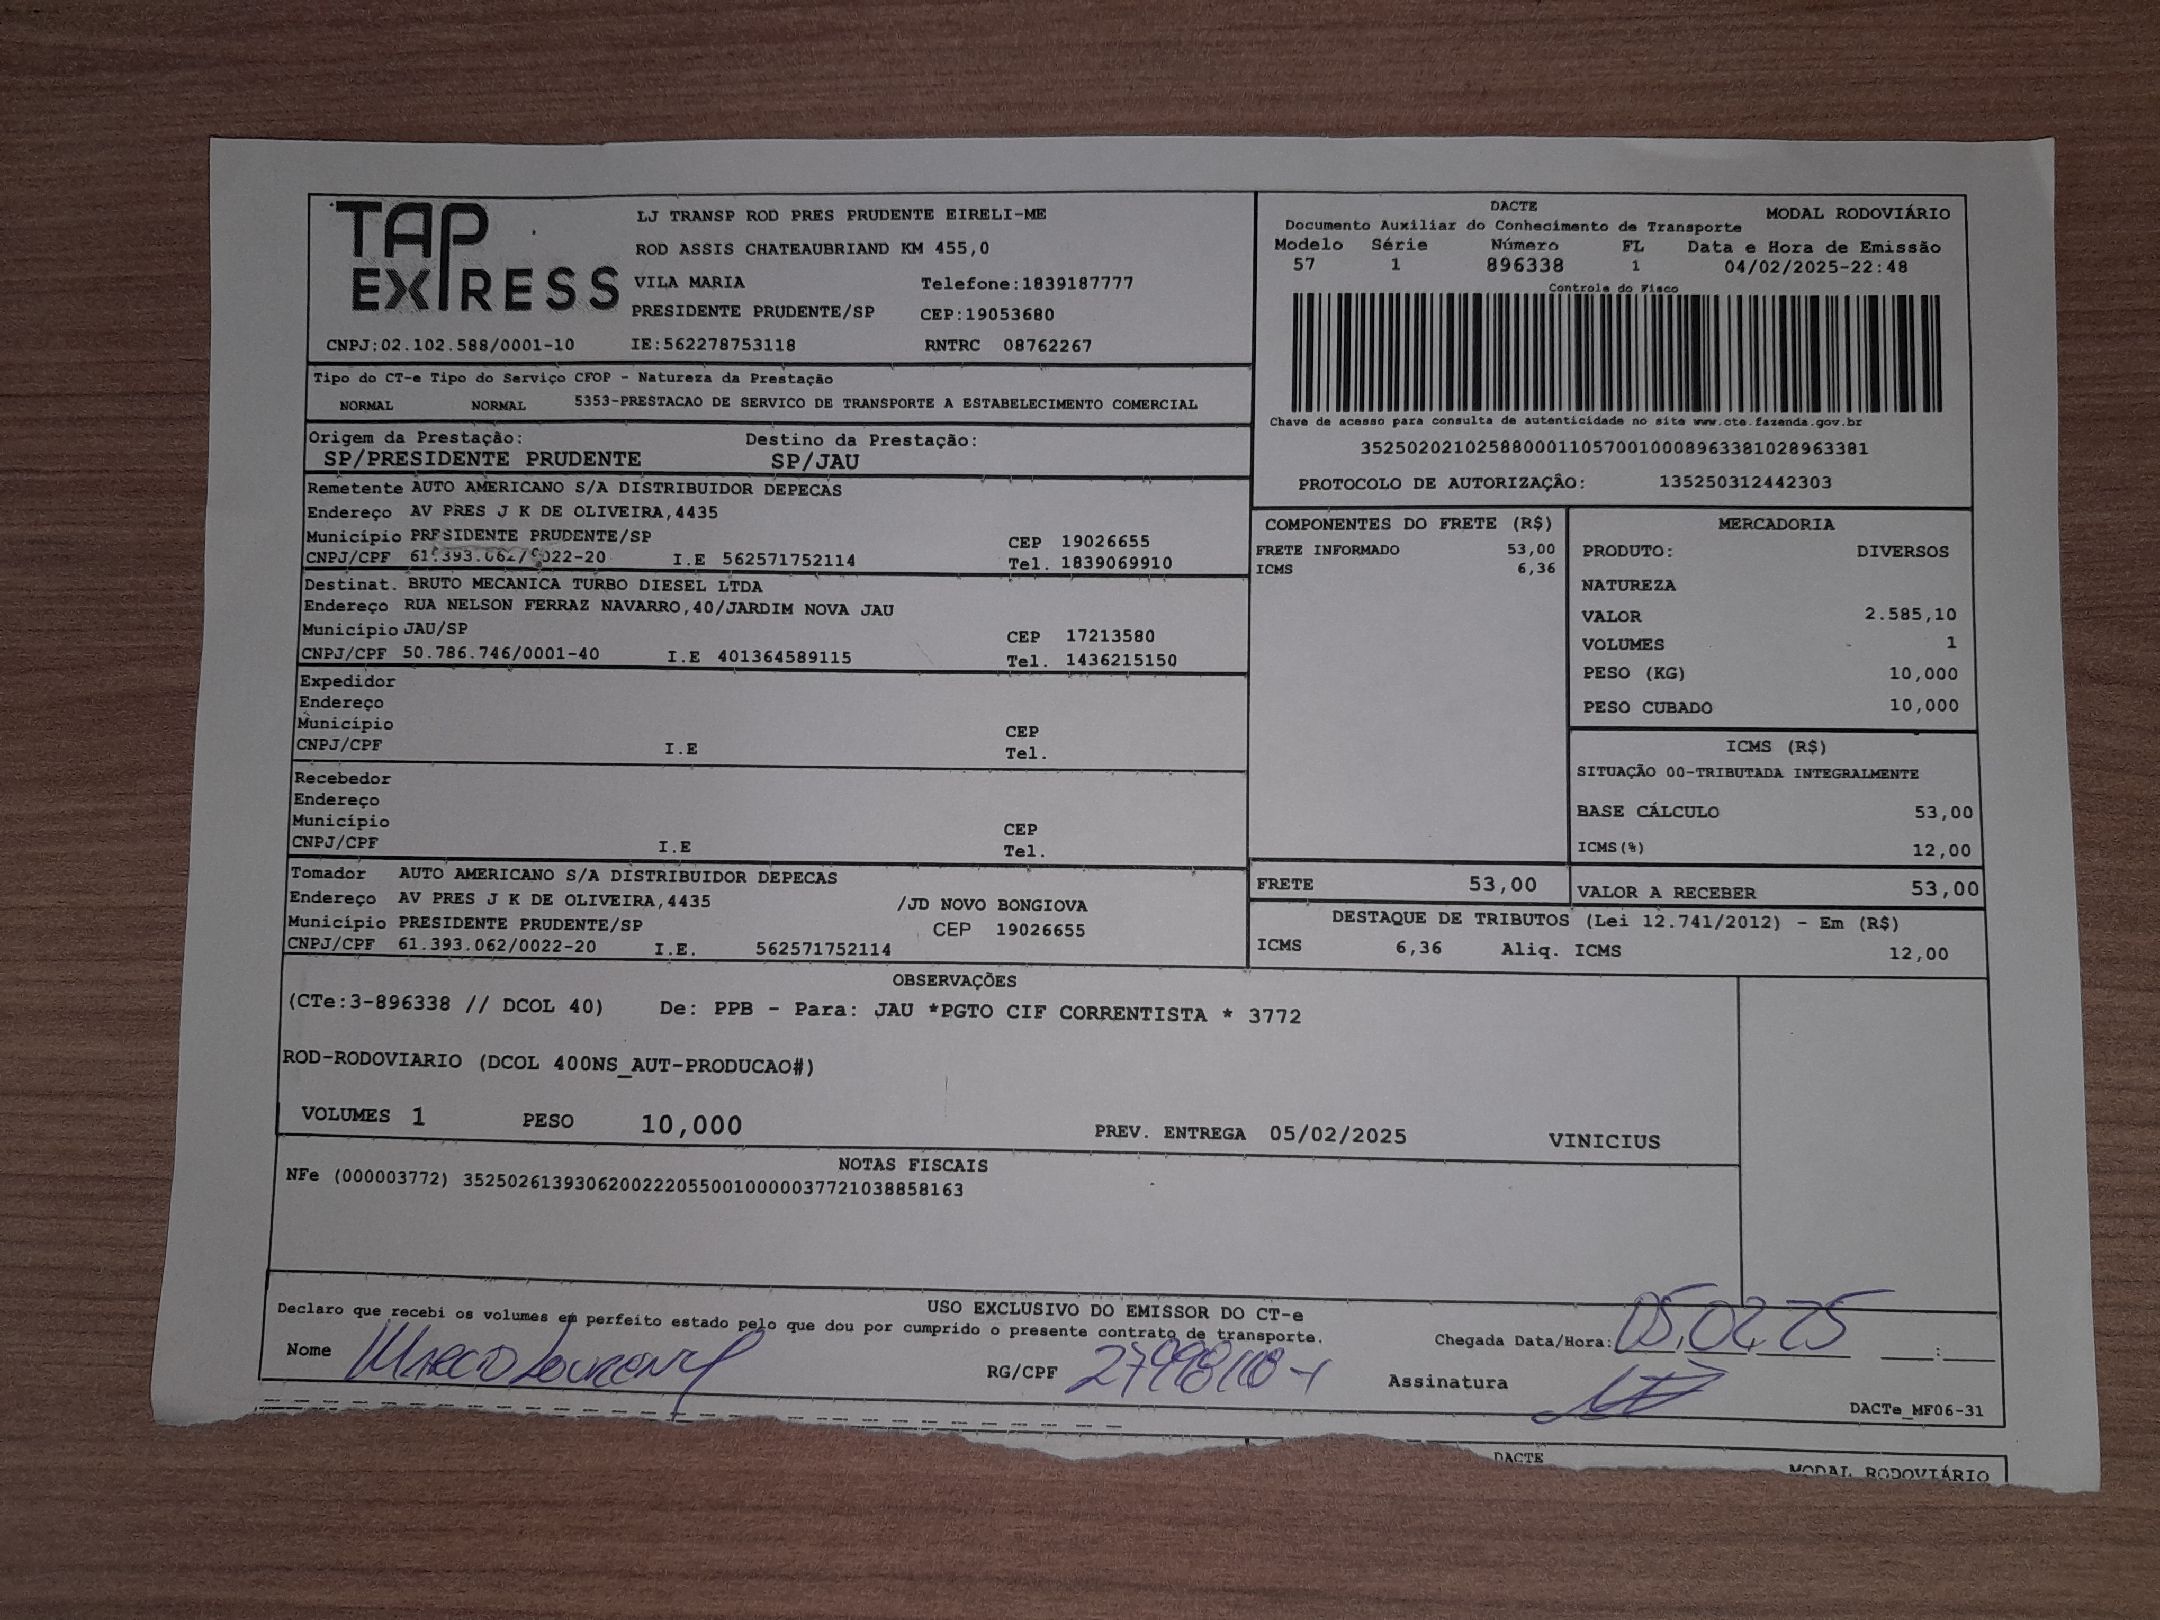 TAP
EXPRESS
LJ TRANSP ROD PRES PRUDENTE EIRELI-ME
ROD ASSIS CHATEAUBRIAND KM 455,0
VILA MARIA Telefone:1839187777
PRESIDENTE PRUDENTE/SP CEP:19053680
CNPJ:02.102.588/0001-10 IE:562278753118 RNTRC 08762267
DACTE MODAL RODOVIÁRIO
Documento Auxiliar do Conhecimento de Transporte
Modelo Série Número FL Data e Hora de Emissão
57 1 896338 1 04/02/2025-22:48
Controle do Fisco
Chave de acesso para consulta de autenticidade no site www.cte.fazenda.gov.br
35250202102588000110570010008963381028963381
PROTOCOLO DE AUTORIZAÇÃO: 135250312442303
Tipo do CT-e Tipo do Serviço CFOP - Natureza da Prestação
NORMAL NORMAL 5353-PRESTACAO DE SERVICO DE TRANSPORTE A ESTABELECIMENTO COMERCIAL
Origem da Prestação: Destino da Prestação:
SP/PRESIDENTE PRUDENTE SP/JAU
Remetente AUTO AMERICANO S/A DISTRIBUIDOR DEPECAS
Endereço AV PRES J K DE OLIVEIRA,4435
Município PRESIDENTE PRUDENTE/SP CEP 19026655
CNPJ/CPF 61.393.062/0022-20 I.E 562571752114 Tel. 1839069910
Destinat. BRUTO MECANICA TURBO DIESEL LTDA
Endereço RUA NELSON FERRAZ NAVARRO,40/JARDIM NOVA JAU
Município JAU/SP CEP 17213580
CNPJ/CPF 50.786.746/0001-40 I.E 401364589115 Tel. 1436215150
Expedidor
Endereço
Município CEP
CNPJ/CPF I.E Tel.
Recebedor
Endereço
Município CEP
CNPJ/CPF I.E Tel.
Tomador AUTO AMERICANO S/A DISTRIBUIDOR DEPECAS
Endereço AV PRES J K DE OLIVEIRA,4435 /JD NOVO BONGIOVA
Município PRESIDENTE PRUDENTE/SP CEP 19026655
CNPJ/CPF 61.393.062/0022-20 I.E. 562571752114
COMPONENTES DO FRETE (R$)
FRETE INFORMADO 53,00
ICMS 6,36
FRETE 53,00
MERCADORIA
PRODUTO: DIVERSOS
NATUREZA
VALOR 2.585,10
VOLUMES 1
PESO (KG) 10,000
PESO CUBADO 10,000
ICMS (R$)
SITUAÇÃO 00-TRIBUTADA INTEGRALMENTE
BASE CÁLCULO 53,00
ICMS(%) 12,00
VALOR A RECEBER 53,00
DESTAQUE DE TRIBUTOS (Lei 12.741/2012) - Em (R$)
ICMS 6,36 Aliq. ICMS 12,00
OBSERVAÇÕES
(CTe:3-896338 // DCOL 40) De: PPB - Para: JAU *PGTO CIF CORRENTISTA * 3772
ROD-RODOVIARIO (DCOL 400NS_AUT-PRODUCAO#)
VOLUMES 1 PESO 10,000 PREV. ENTREGA 05/02/2025 VINICIUS
NOTAS FISCAIS
NFe (000003772) 35250261393062002220550010000037721038858163
USO EXCLUSIVO DO EMISSOR DO CT-e
Declaro que recebi os volumes em perfeito estado pelo que dou por cumprido o presente contrato de transporte.
Chegada Data/Hora: 05.02.25 :
Nome Marcio RG/CPF Assinatura
DACTe_MF06-31
DACTE MODAL RODOVIÁRIO